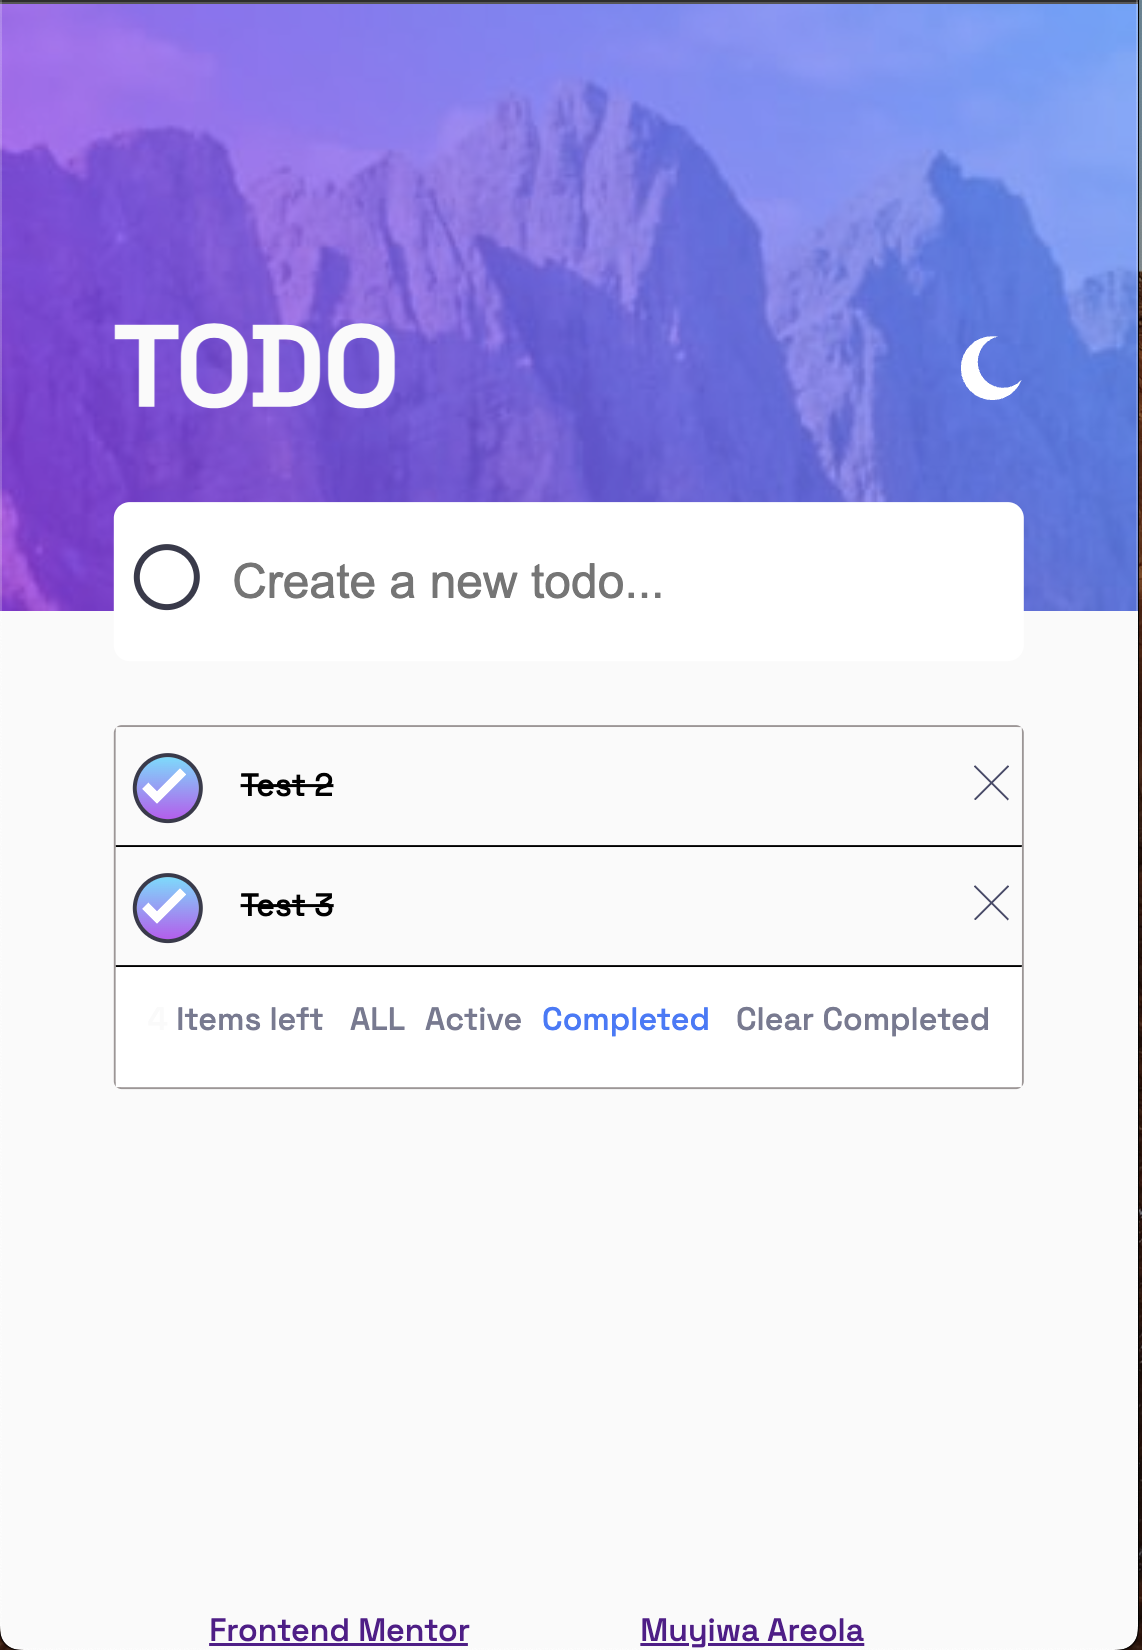 TODO
Create a new todo...
Test 2
Test 3
4 Items left ALL Active Completed Clear Completed
Frontend Mentor Muyiwa Areola